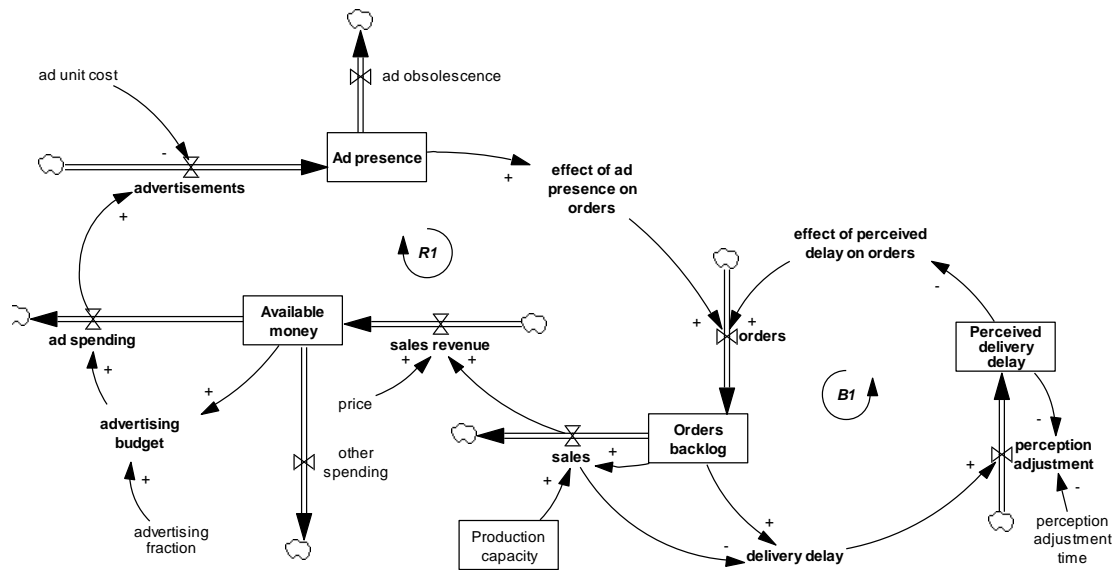 ad unit cost
ad obsolescence
-
Ad presence
advertisements
+
+
effect of ad
presence on
orders
effect of perceived
delay on orders
R1
-
Available
money
ad spending
sales revenue
+
+
orders
Perceived
delivery
delay
+
+
+
+
price
B1
advertising
budget
-
Orders
backlog
perception
adjustment
other
spending
sales
+
+
+
-
+
advertising
fraction
Production
capacity
+
-
delivery delay
perception
adjustment
time